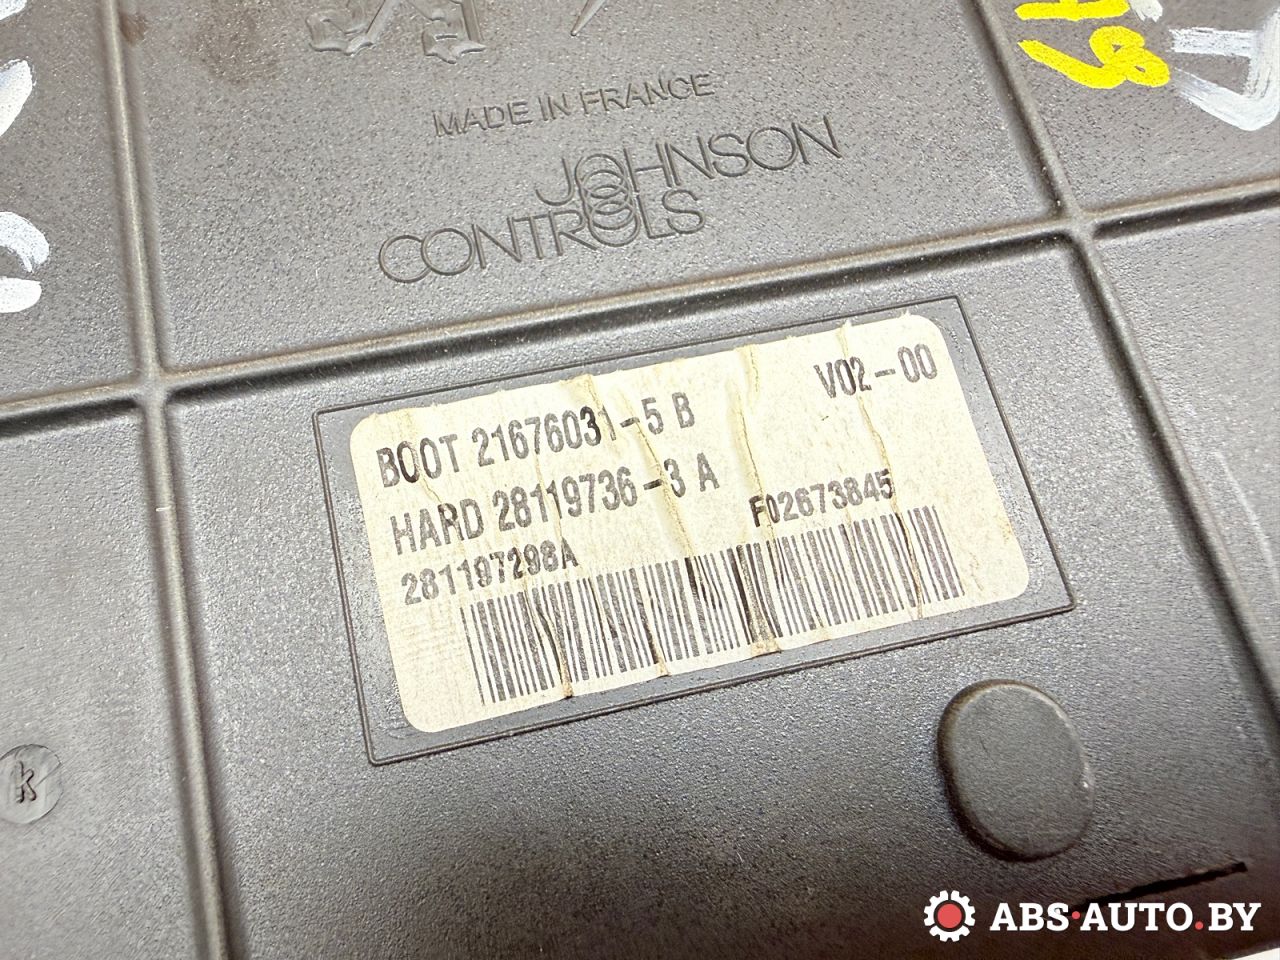 MADE IN FRANCE
JOHNSON
CONTROLS
BOOT 21676031-5 B
V02-00
HARD 28119736-3 A
281197298A
F02673845
k
ABS·AUTO.BY